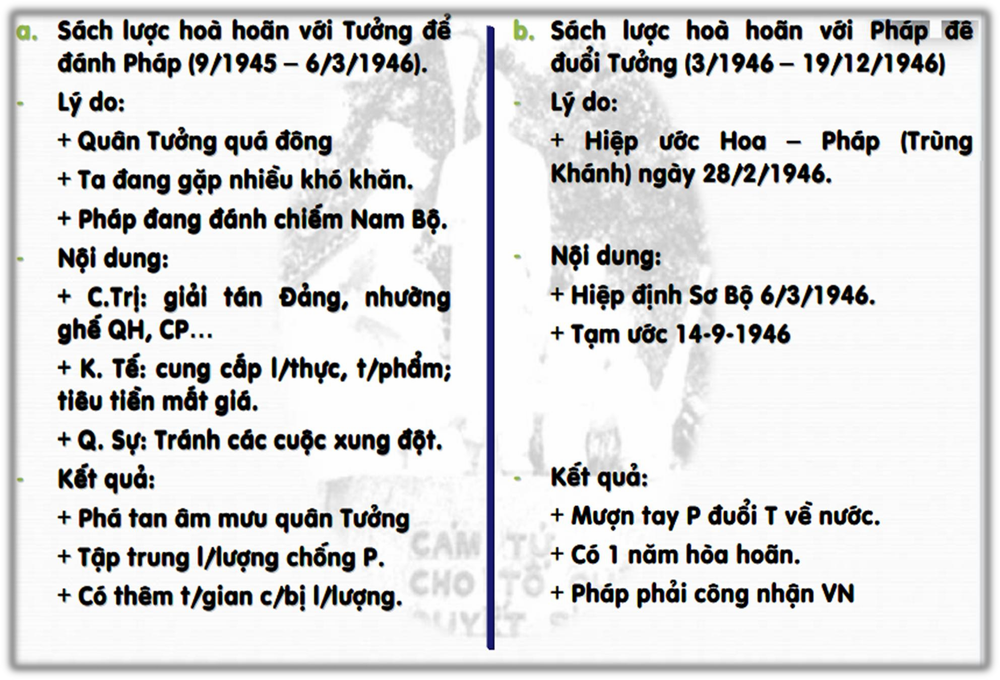 a. Sách lược hoà hoãn với Tưởng để
đánh Pháp (9/1945 – 6/3/1946).
- Lý do:
+ Quân Tưởng quá đông
+ Ta đang gặp nhiều khó khăn.
+ Pháp đang đánh chiếm Nam Bộ.
- Nội dung:
+ C.Trị: giải tán Đảng, nhường
ghế QH, CP...
+ K. Tế: cung cấp l/thực, t/phẩm;
tiêu tiền mất giá.
+ Q. Sự: Tránh các cuộc xung đột.
- Kết quả:
+ Phá tan âm mưu quân Tưởng
+ Tập trung l/lượng chống P.
+ Có thêm t/gian c/bị l/lượng.
b. Sách lược hoà hoãn với Pháp để
đuổi Tưởng (3/1946 – 19/12/1946)
- Lý do:
+ Hiệp ước Hoa – Pháp (Trùng
Khánh) ngày 28/2/1946.
- Nội dung:
+ Hiệp định Sơ Bộ 6/3/1946.
+ Tạm ước 14-9-1946
- Kết quả:
+ Mượn tay P đuổi T về nước.
+ Có 1 năm hòa hoãn.
+ Pháp phải công nhận VN
CẢM TỬ
CHO TỔ